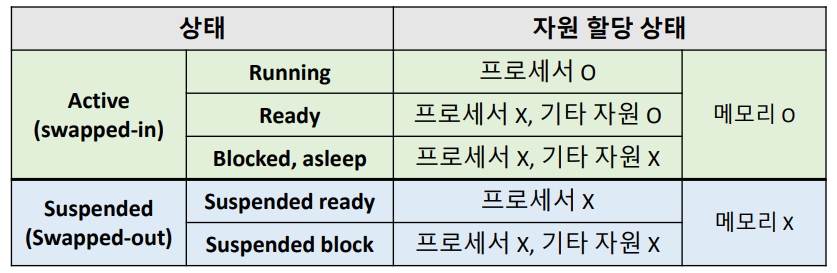 상태 자원 할당 상태
Active
(swapped-in)
Running 프로세서 O
Ready 프로세서 X, 기타 자원 O
Blocked, asleep 프로세서 X, 기타 자원 X
메모리 O
Suspended
(Swapped-out)
Suspended ready 프로세서 X
Suspended block 프로세서 X, 기타 자원 X
메모리 X